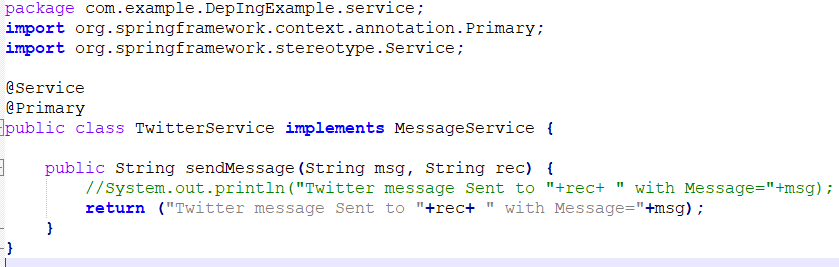 package com.example.DepIngExample.service;
import org.springframework.context.annotation.Primary;
import org.springframework.stereotype.Service;

@Service
@Primary
public class TwitterService implements MessageService {

    public String sendMessage(String msg, String rec) {
        //System.out.println("Twitter message Sent to "+rec+ " with Message="+msg);
        return ("Twitter message Sent to "+rec+ " with Message="+msg);
    }
}